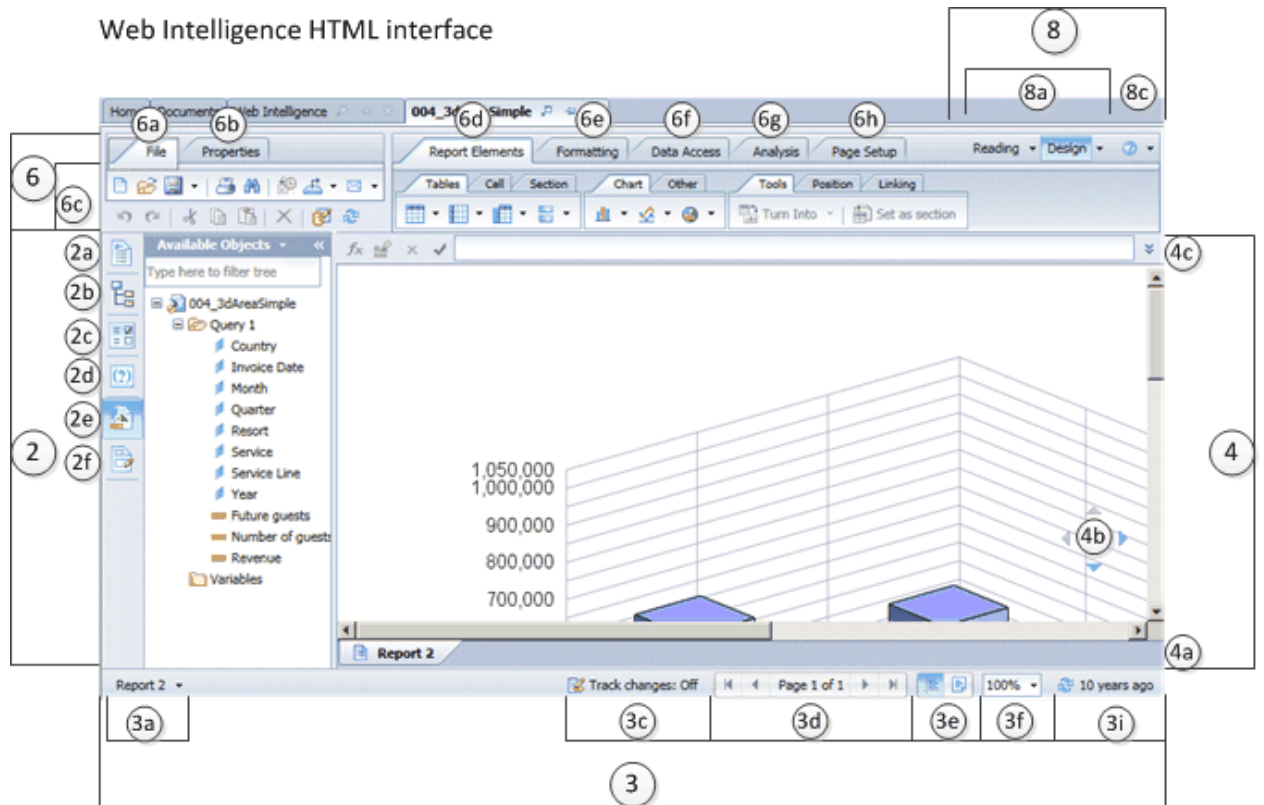 Web Intelligence HTML interface
8
8a
8c
Home Documents Web Intelligence
6a
6b
6d
6e
6f
6g
6h
File Properties
Report Elements Formatting Data Access Analysis Page Setup Reading Design
6
6c
Tables Cell Section Chart Other Tools Position Linking
Turn Into Set as section
2a
Available Objects
4c
Type here to filter tree
2b
004_3dAreaSimple
2c
Query 1
Country
Invoice Date
2d
Month
Quarter
2e
Resort
Service
2
2f
Service Line
4
Year
Future guests
Number of guests
Revenue
Variables
1,050,000
1,000,000
900,000
800,000
700,000
4b
Report 2
4a
Report 2 Track changes: Off Page 1 of 1 100% 10 years ago
3a
3c
3d
3e
3f
3i
3